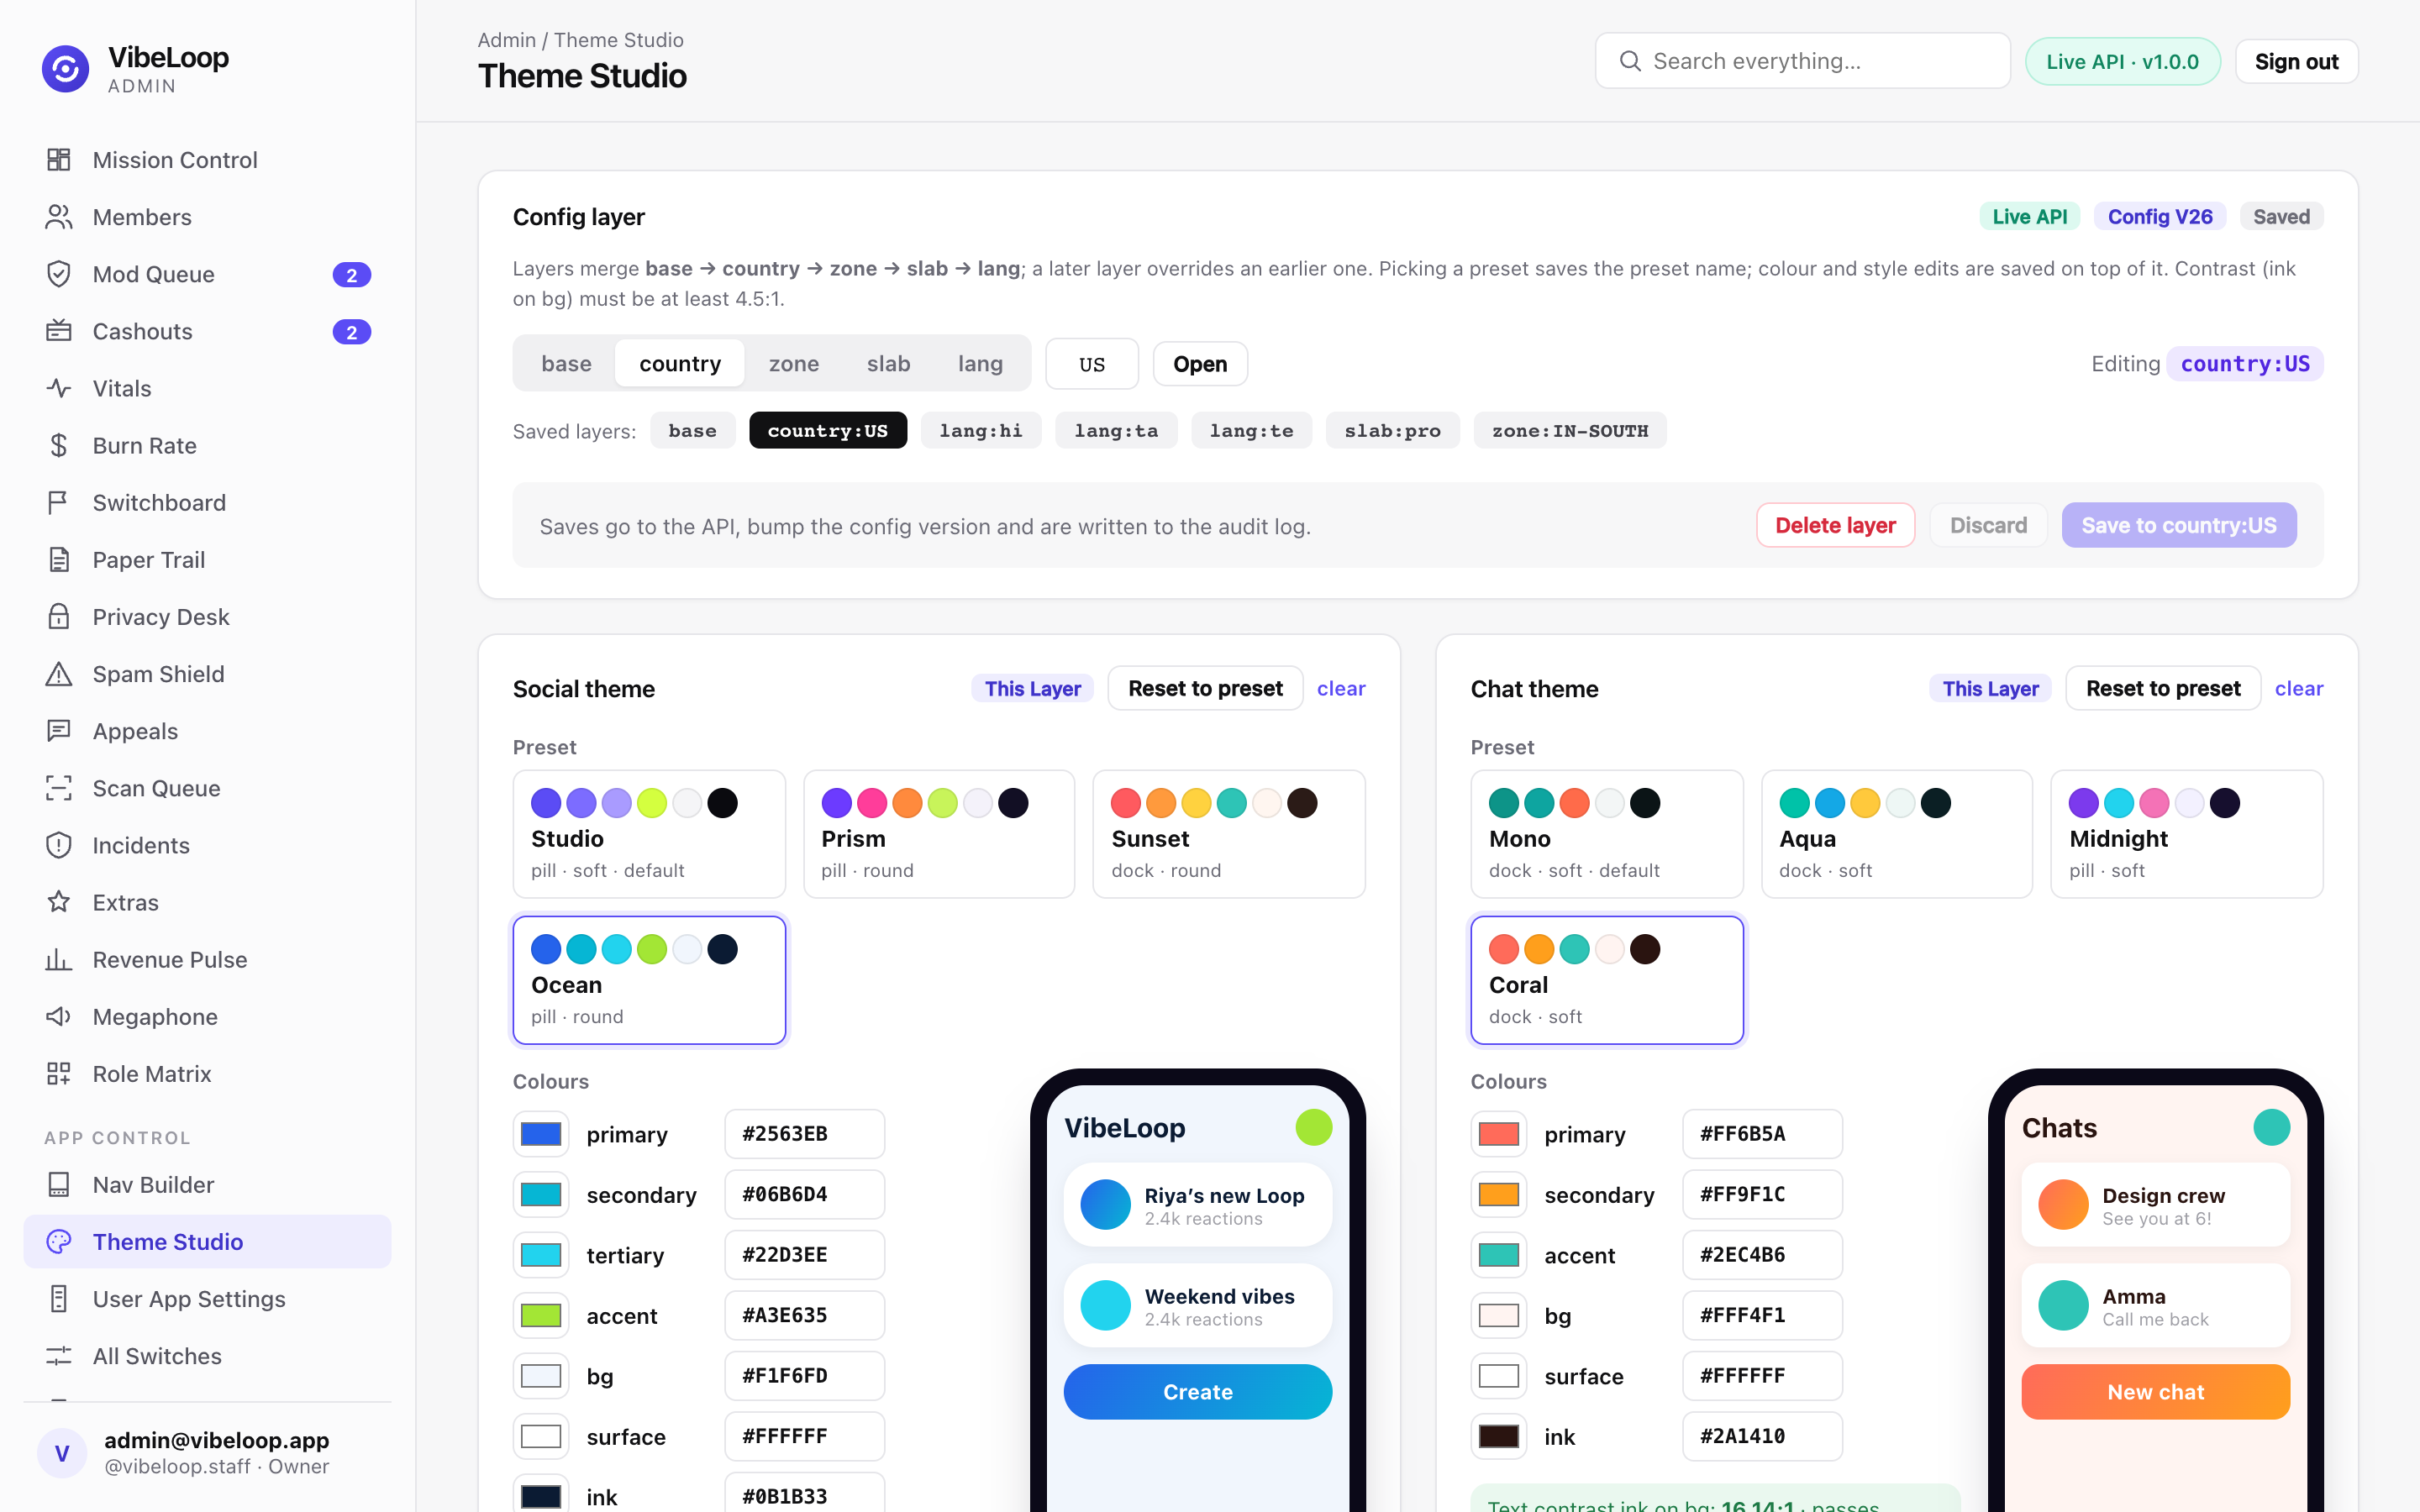 VibeLoop
ADMIN
Mission Control
Members
Mod Queue 2
Cashouts 2
Vitals
Burn Rate
Switchboard
Paper Trail
Privacy Desk
Spam Shield
Appeals
Scan Queue
Incidents
Extras
Revenue Pulse
Megaphone
Role Matrix
APP CONTROL
Nav Builder
Theme Studio
User App Settings
All Switches
V
admin@vibeloop.app
@vibeloop.staff · Owner
Admin / Theme Studio
Theme Studio
Search everything...
Live API · v1.0.0
Sign out
Config layer
Live API
Config V26
Saved
Layers merge base → country → zone → slab → lang; a later layer overrides an earlier one. Picking a preset saves the preset name; colour and style edits are saved on top of it. Contrast (ink
on bg) must be at least 4.5:1.
base country zone slab lang US Open
Editing country:US
Saved layers: base country:US lang:hi lang:ta lang:te slab:pro zone:IN-SOUTH
Saves go to the API, bump the config version and are written to the audit log.
Delete layer Discard Save to country:US
Social theme
This Layer Reset to preset clear
Preset
Studio
pill · soft · default
Prism
pill · round
Sunset
dock · round
Ocean
pill · round
Colours
primary #2563EB
secondary #06B6D4
tertiary #22D3EE
accent #A3E635
bg #F1F6FD
surface #FFFFFF
ink #0B1B33
VibeLoop
Riya's new Loop
2.4k reactions
Weekend vibes
2.4k reactions
Create
Chat theme
This Layer Reset to preset clear
Preset
Mono
dock · soft · default
Aqua
dock · soft
Midnight
pill · soft
Coral
dock · soft
Colours
primary #FF6B5A
secondary #FF9F1C
accent #2EC4B6
bg #FFF4F1
surface #FFFFFF
ink #2A1410
Text contrast ink on bg: 16.14:1 · passes
Chats
Design crew
See you at 6!
Amma
Call me back
New chat